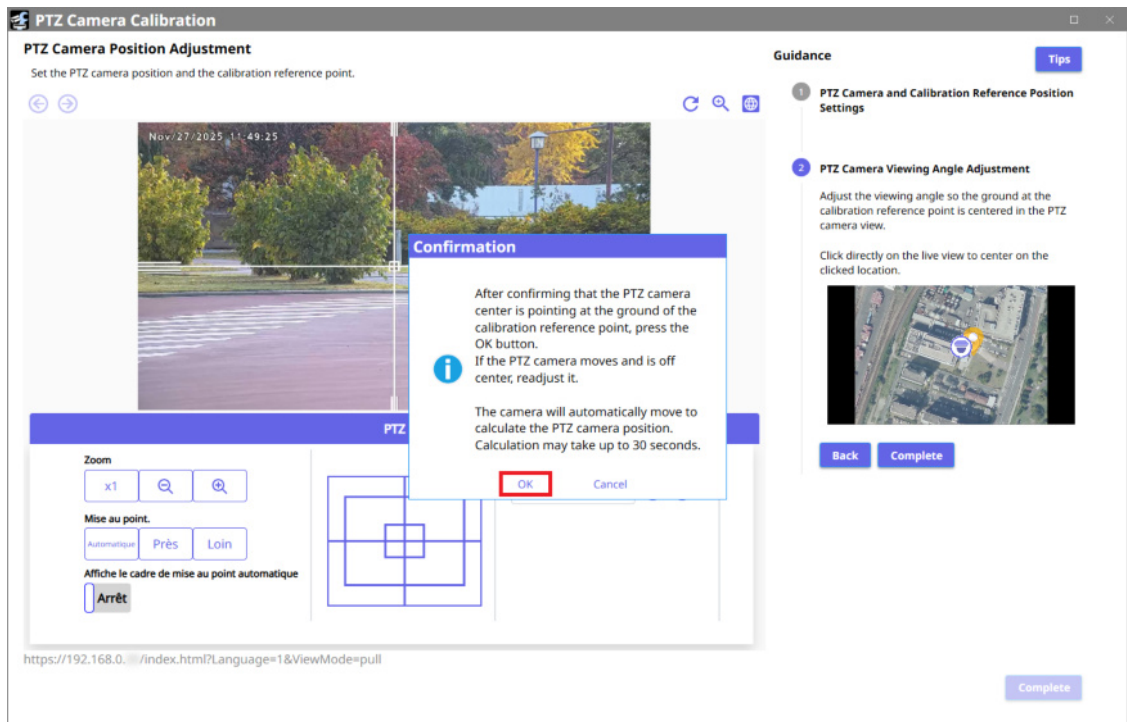 PTZ Camera Calibration
PTZ Camera Position Adjustment
Set the PTZ camera position and the calibration reference point.
Nov/27/2025 11:49:25
PTZ
Zoom
x1
Mise au point.
Automatique Près Loin
Affiche le cadre de mise au point automatique
Arrêt
https://192.168.0. /index.html?Language=1&ViewMode=pull
Confirmation
After confirming that the PTZ camera
center is pointing at the ground of the
calibration reference point, press the
OK button.
If the PTZ camera moves and is off
center, readjust it.
The camera will automatically move to
calculate the PTZ camera position.
Calculation may take up to 30 seconds.
OK Cancel
Guidance
Tips
1 PTZ Camera and Calibration Reference Position
Settings
2 PTZ Camera Viewing Angle Adjustment
Adjust the viewing angle so the ground at the
calibration reference point is centered in the PTZ
camera view.
Click directly on the live view to center on the
clicked location.
Back Complete
Complete